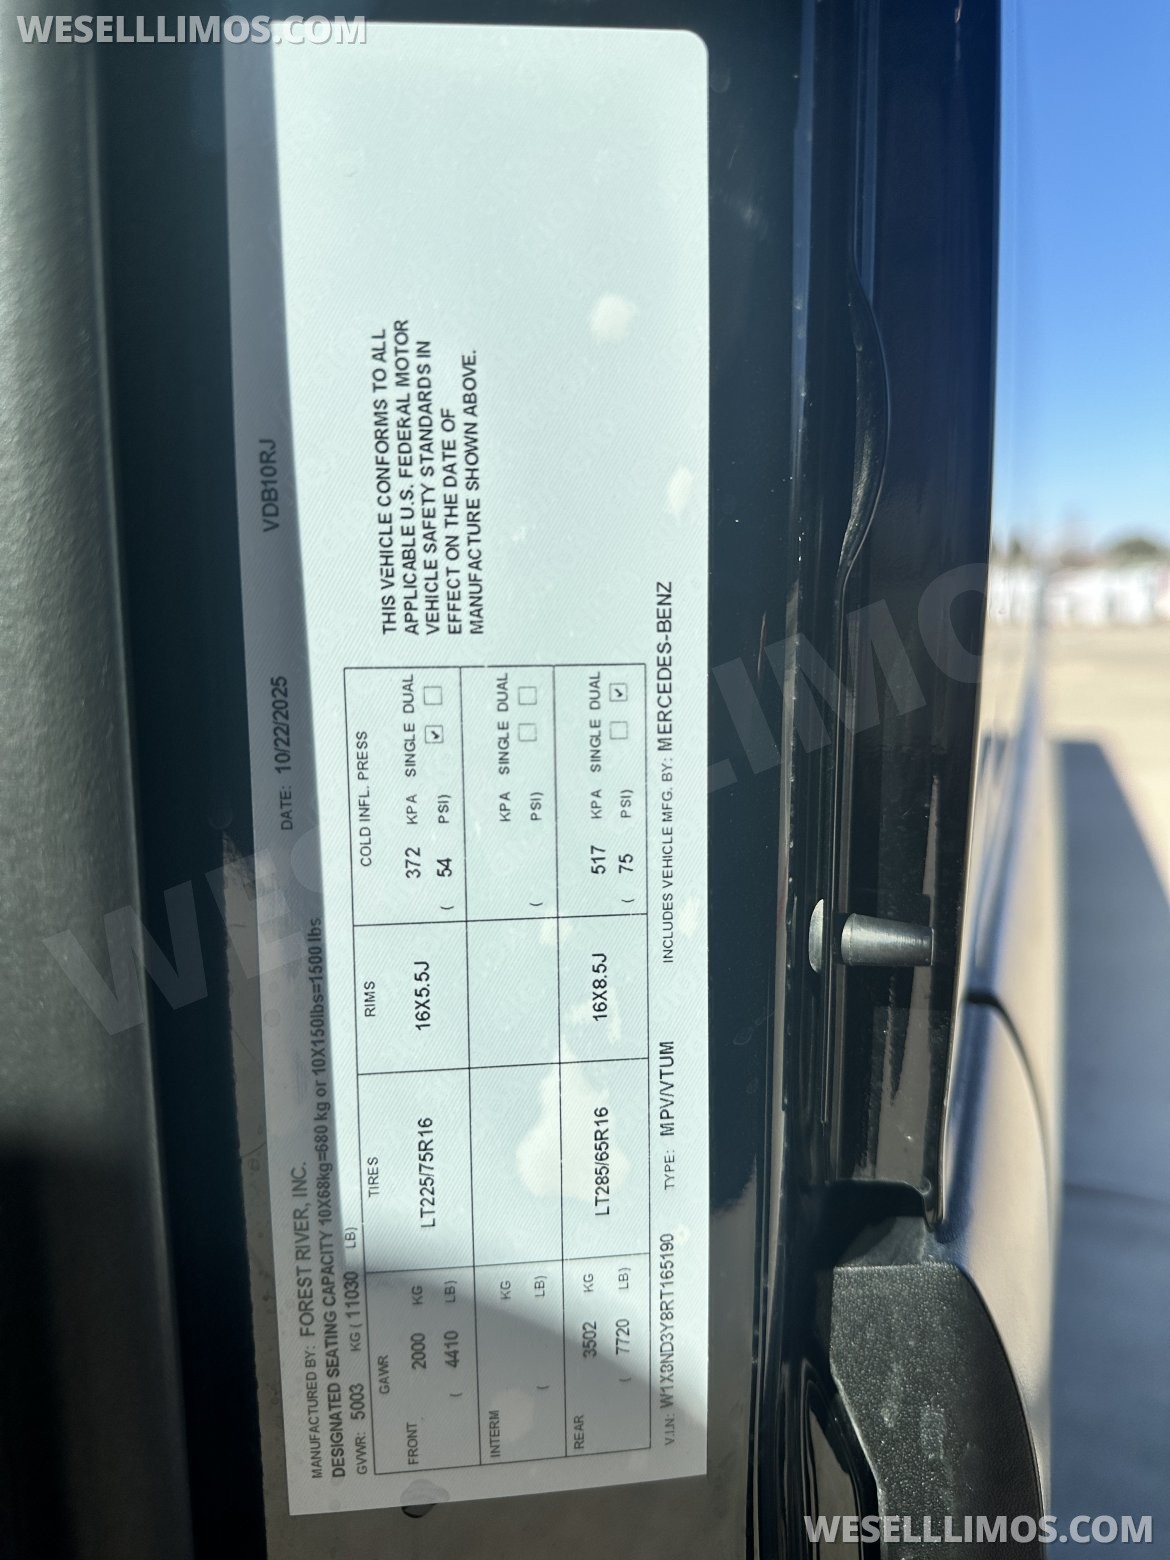 WESELLLIMOS.COM
MANUFACTURED BY: FOREST RIVER, INC. DATE: 10/22/2025 VDB10RJ
DESIGNATED SEATING CAPACITY 10X68kg=680 kg or 10X150lbs=1500 lbs
GVWR: 5003 KG ( 11030 LB)
GAWR TIRES RIMS COLD INFL. PRESS
FRONT 2000 KG LT225/75R16 16X5.5J 372 KPA SINGLE DUAL
( 4410 LB) ( 54 PSI)
INTERM KG KPA SINGLE DUAL
( LB) ( PSI)
REAR 3502 KG LT285/65R16 16X8.5J 517 KPA SINGLE DUAL
( 7720 LB) ( 75 PSI)
V.I.N: W1X3ND3Y8RT165190 TYPE: MPV/VTUM INCLUDES VEHICLE MFG. BY: MERCEDES-BENZ
THIS VEHICLE CONFORMS TO ALL
APPLICABLE U.S. FEDERAL MOTOR
VEHICLE SAFETY STANDARDS IN
EFFECT ON THE DATE OF
MANUFACTURE SHOWN ABOVE.
WESELLLIMOS.COM